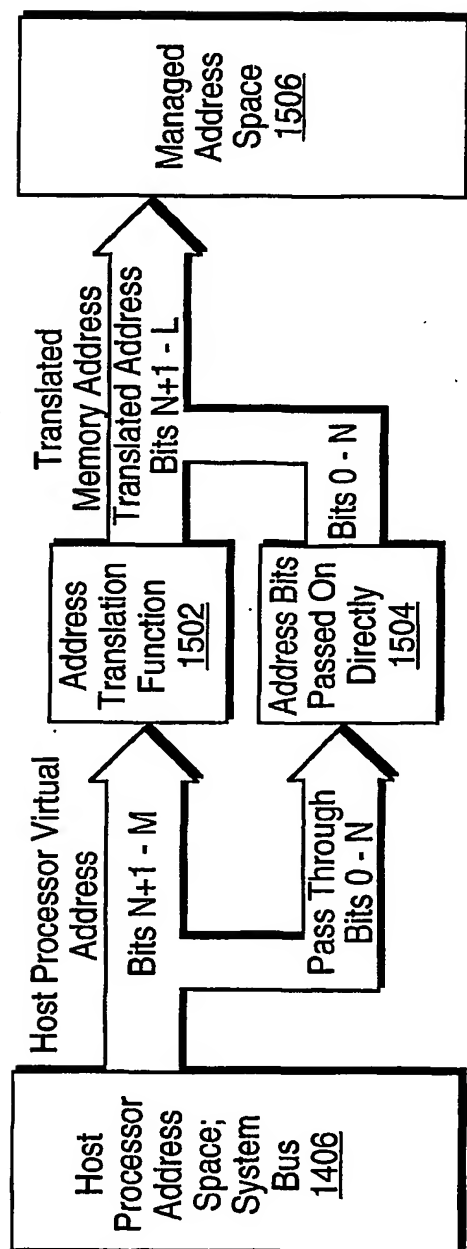 Host
Processor
Address
Space;
System
Bus
1406
Host Processor Virtual
Address
Bits N+1 - M
Pass Through
Bits 0 - N
Address
Translation
Function
1502
Address Bits
Passed On
Directly
1504
Translated
Memory Address
Translated Address
Bits N+1 - L
Bits 0 - N
Managed
Address
Space
1506